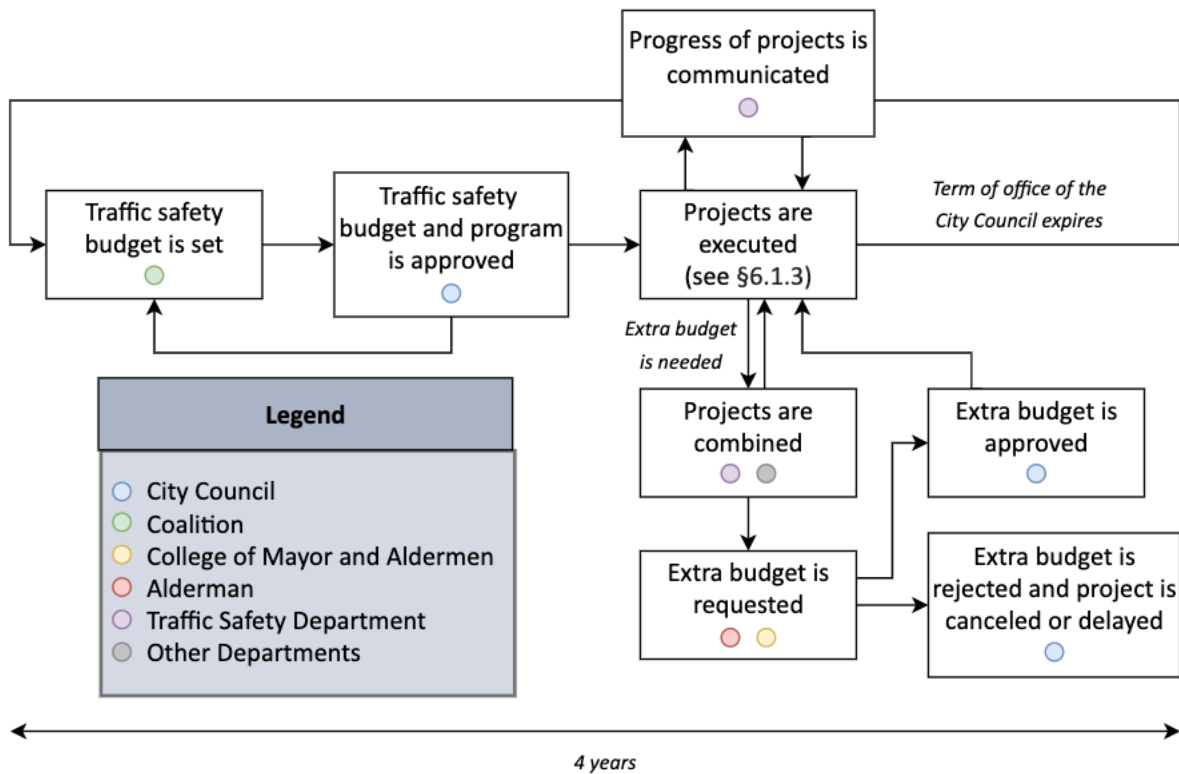 Progress of projects is
communicated
Traffic safety
budget is set
Traffic safety
budget and program
is approved
Projects are
executed
(see §6.1.3)
Term of office of the
City Council expires
Extra budget
is needed
Projects are
combined
Extra budget is
approved
Extra budget is
requested
Extra budget is
rejected and project is
canceled or delayed
Legend
City Council
Coalition
College of Mayor and Aldermen
Alderman
Traffic Safety Department
Other Departments
4 years